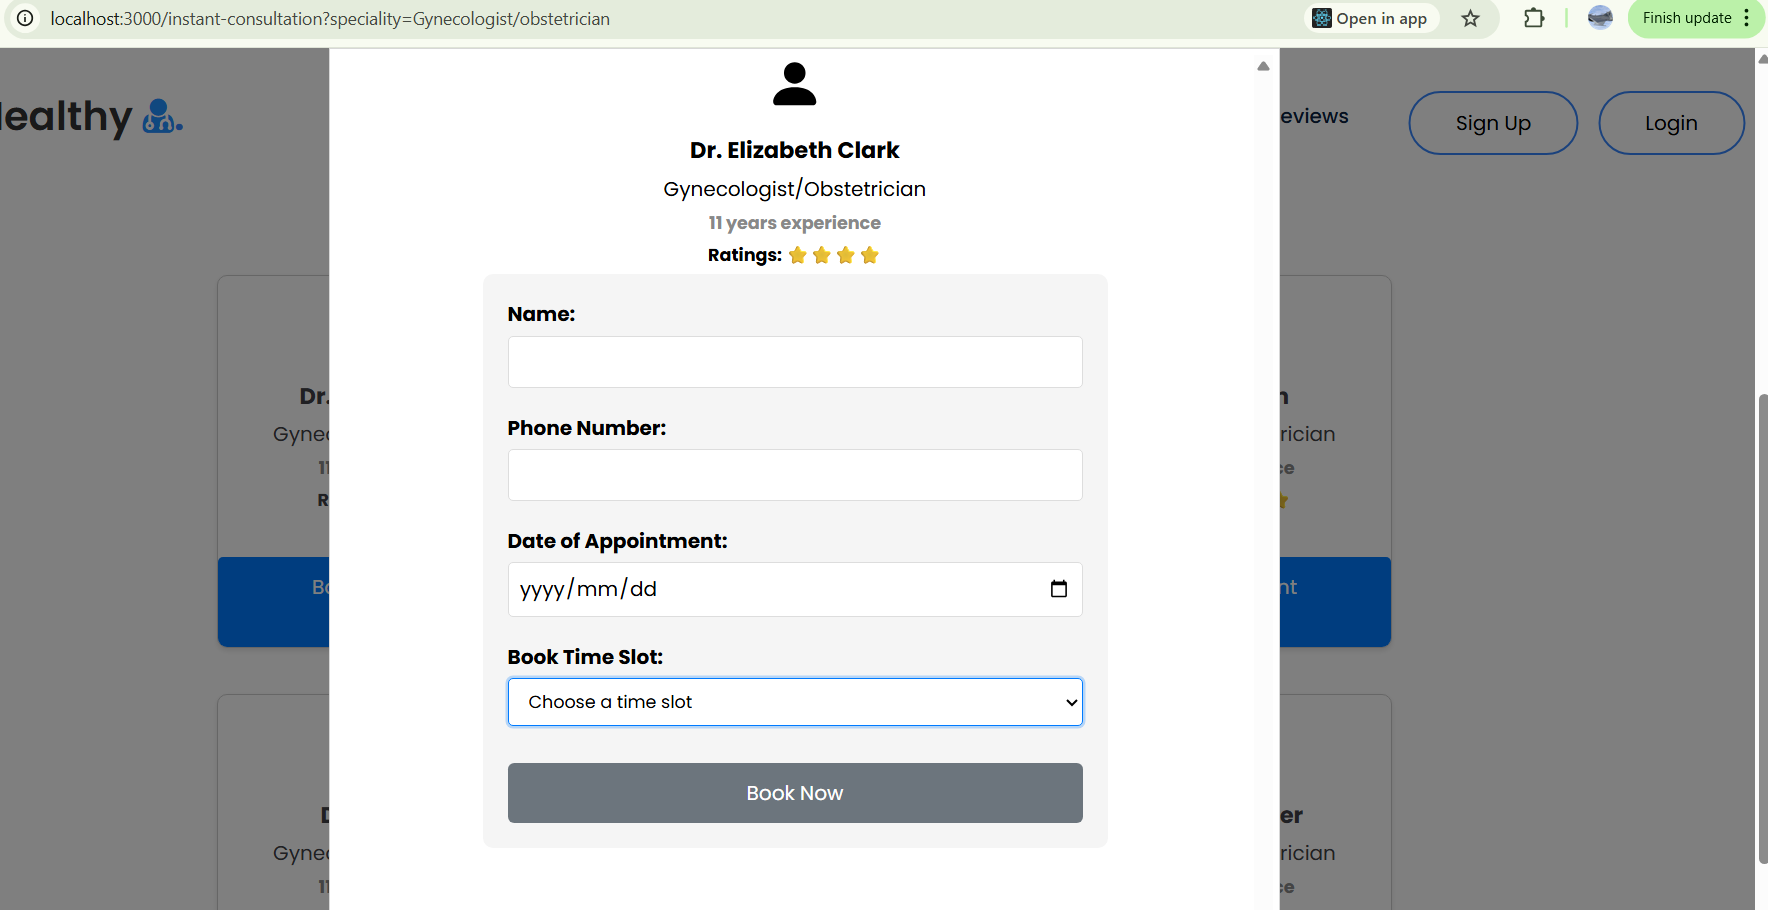 localhost:3000/instant-consultation?speciality=Gynecologist/obstetrician
Open in app
Finish update
ealthy
eviews
Sign Up
Login
Dr. Elizabeth Clark
Gynecologist/Obstetrician
11 years experience
Ratings:
Name:
Phone Number:
Date of Appointment:
yyyy/mm/dd
Book Time Slot:
Choose a time slot
Book Now
Dr.
Gyne
11
R
Bo
n
rician
ce
nt
D
Gyne
11
er
rician
ce